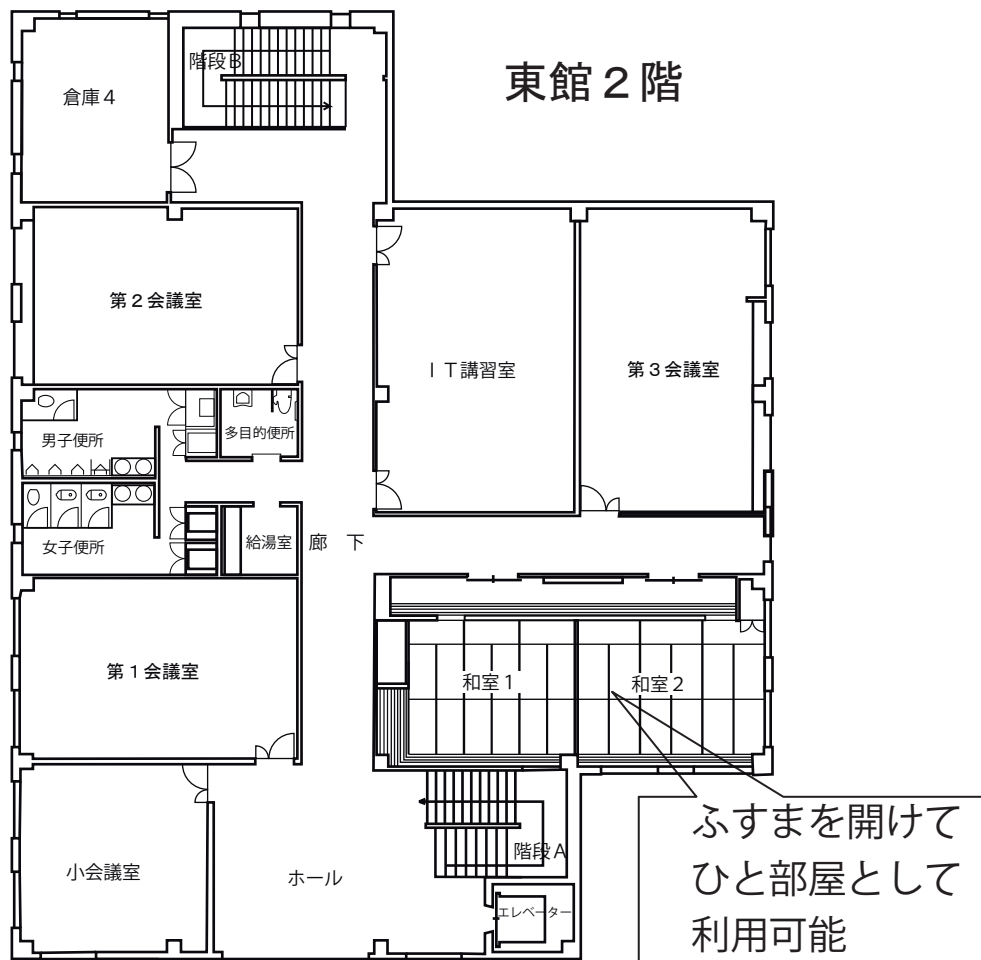 東館２階
階段Ｂ
倉庫４
第２会議室
ＩＴ講習室
第３会議室
男子便所
多目的便所
女子便所
給湯室
廊 下
第１会議室
和室１
和室２
小会議室
ホール
階段Ａ
エレベーター
ふすまを開けて
ひと部屋として
利用可能